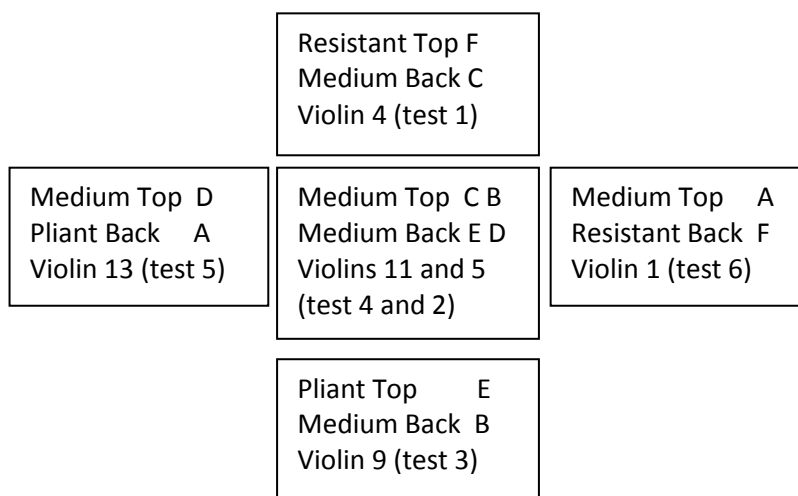 Resistant Top F
Medium Back C
Violin 4 (test 1)
Medium Top D
Pliant Back A
Violin 13 (test 5)
Medium Top C B
Medium Back E D
Violins 11 and 5
(test 4 and 2)
Medium Top A
Resistant Back F
Violin 1 (test 6)
Pliant Top E
Medium Back B
Violin 9 (test 3)